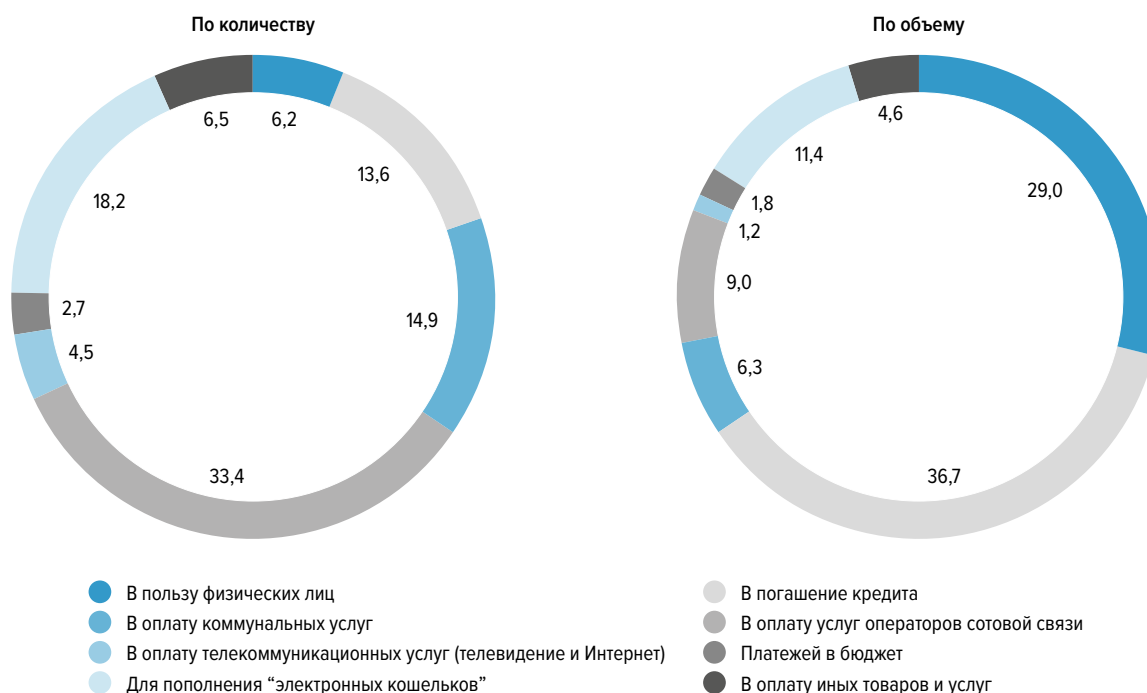 По количеству
6,5
6,2
13,6
18,2
14,9
2,7
4,5
33,4
По объему
4,6
29,0
11,4
1,8
1,2
9,0
6,3
36,7
В пользу физических лиц
В оплату коммунальных услуг
В оплату телекоммуникационных услуг (телевидение и Интернет)
Для пополнения “электронных кошельков”
В погашение кредита
В оплату услуг операторов сотовой связи
Платежей в бюджет
В оплату иных товаров и услуг